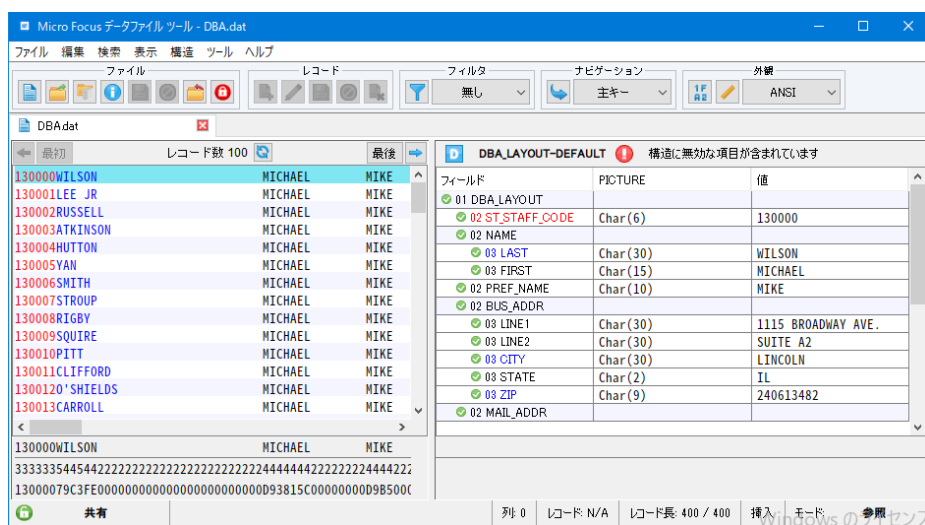 Micro Focus データファイル ツール - DBA.dat
ファイル 編集 検索 表示 構造 ツール ヘルプ
ファイル レコード フィルタ ナビゲーション 外観
無し 主キー ANSI
DBA.dat
最初 レコード数 100 最後
DBA_LAYOUT-DEFAULT 構造に無効な項目が含まれています
フィールド PICTURE 値
130000WILSON MICHAEL MIKE
130001LEE JR MICHAEL MIKE
130002RUSSELL MICHAEL MIKE
130003ATKINSON MICHAEL MIKE
130004HUTTON MICHAEL MIKE
130005YAN MICHAEL MIKE
130006SMITH MICHAEL MIKE
130007STROUP MICHAEL MIKE
130008RIGBY MICHAEL MIKE
130009SQUIRE MICHAEL MIKE
130010PITT MICHAEL MIKE
130011CLIFFORD MICHAEL MIKE
130012O'SHIELDS MICHAEL MIKE
130013CARROLL MICHAEL MIKE
01 DBA_LAYOUT
02 ST_STAFF_CODE Char(6) 130000
02 NAME
03 LAST Char(30) WILSON
03 FIRST Char(15) MICHAEL
02 PREF_NAME Char(10) MIKE
02 BUS_ADDR
03 LINE1 Char(30) 1115 BROADWAY AVE.
03 LINE2 Char(30) SUITE A2
03 CITY Char(30) LINCOLN
03 STATE Char(2) IL
03 ZIP Char(9) 240613482
02 MAIL_ADDR
130000WILSON MICHAEL MIKE
共有 列: 0 レコード: N/A レコード長: 400 / 400 挿入 モード: 参照